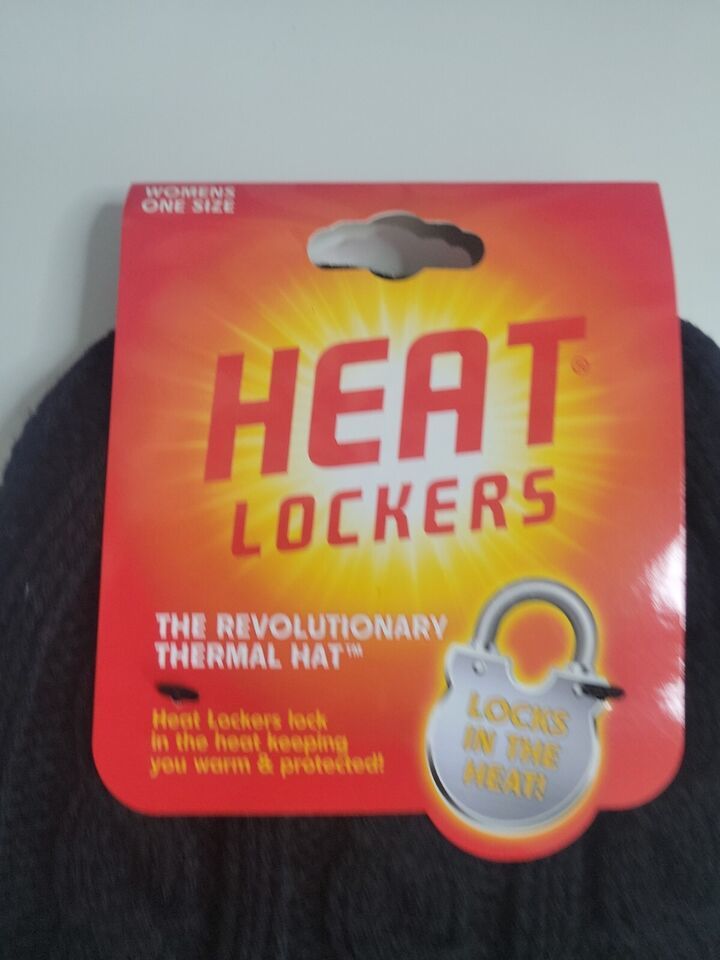 WOMENS
ONE SIZE
HEAT®
LOCKERS
THE REVOLUTIONARY
THERMAL HAT™
Heat Lockers lock
in the heat keeping
you warm & protected!
LOCKS
IN THE
HEAT!